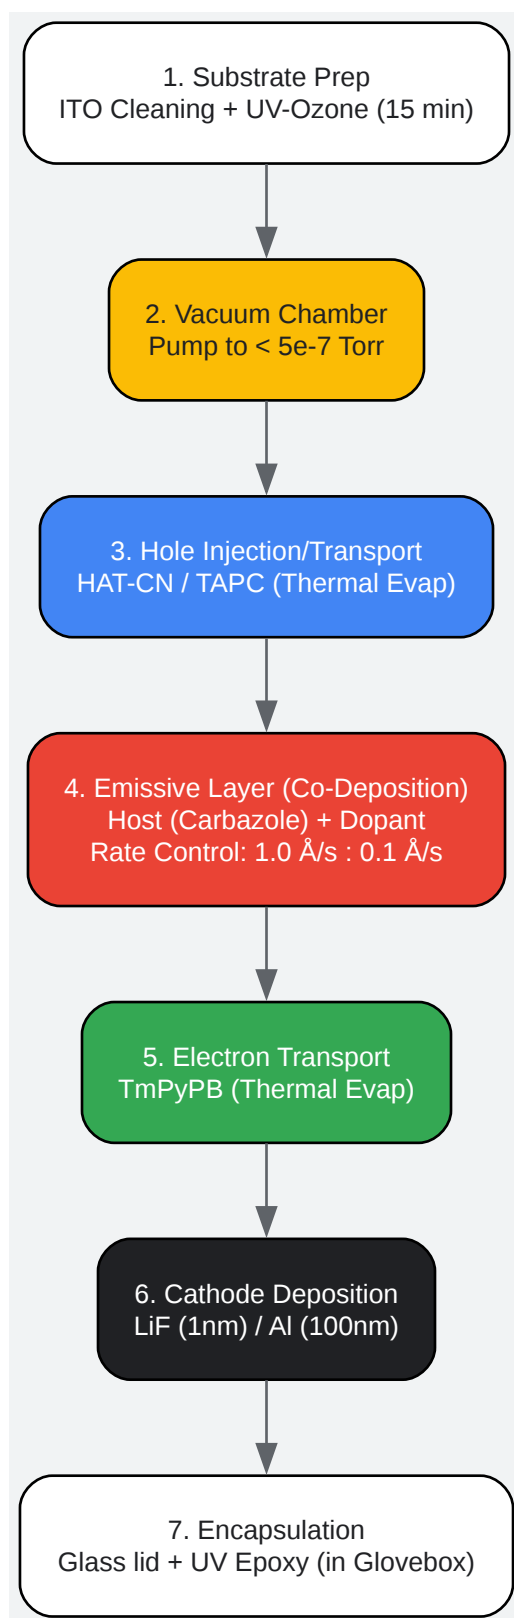 1. Substrate Prep
ITO Cleaning + UV-Ozone (15 min)
2. Vacuum Chamber
Pump to < 5e-7 Torr
3. Hole Injection/Transport
HAT-CN / TAPC (Thermal Evap)
4. Emissive Layer (Co-Deposition)
Host (Carbazole) + Dopant
Rate Control: 1.0 Å/s : 0.1 Å/s
5. Electron Transport
TmPyPB (Thermal Evap)
6. Cathode Deposition
LiF (1nm) / Al (100nm)
7. Encapsulation
Glass lid + UV Epoxy (in Glovebox)